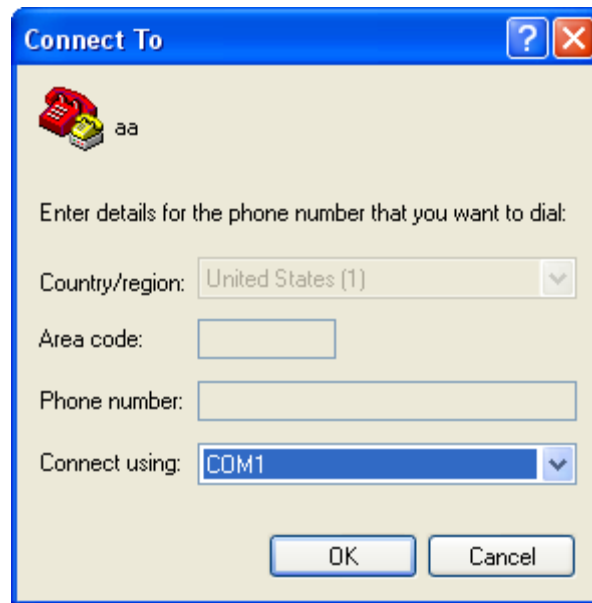 Connect To
aa
Enter details for the phone number that you want to dial:
Country/region: United States (1)
Area code:
Phone number:
Connect using: COM1
OK Cancel